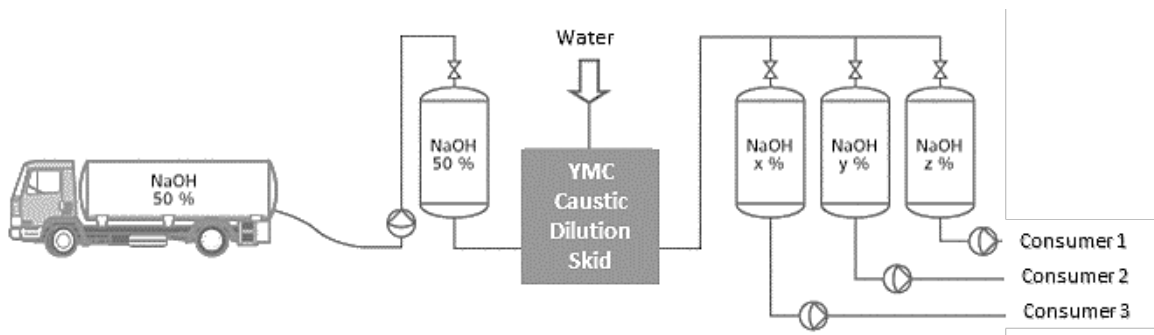 Water
NaOH
50 %
NaOH
50 %
YMC
Caustic
Dilution
Skid
NaOH
x %
NaOH
y %
NaOH
z %
Consumer 1
Consumer 2
Consumer 3